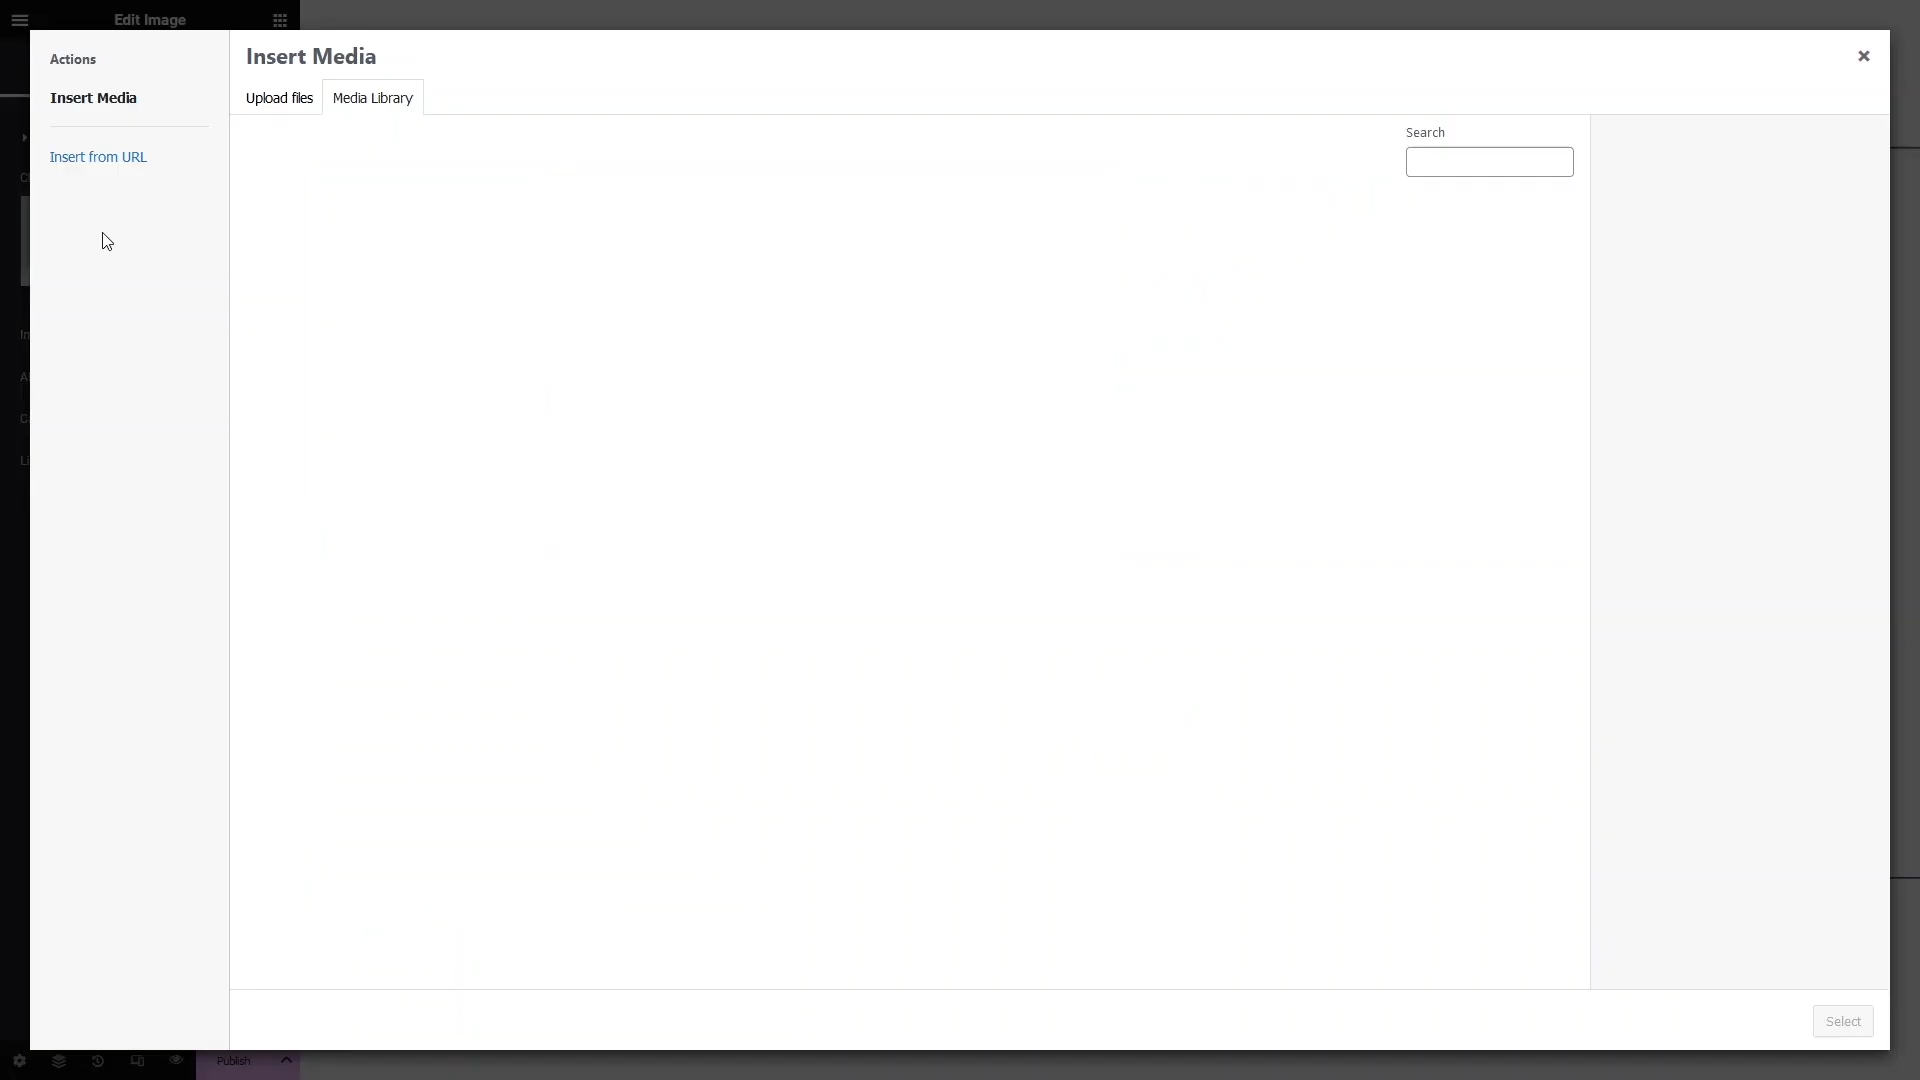 Edit Image
Actions
Insert Media
Insert from URL
Insert Media
Upload files
Media Library
Search
Select
Publish